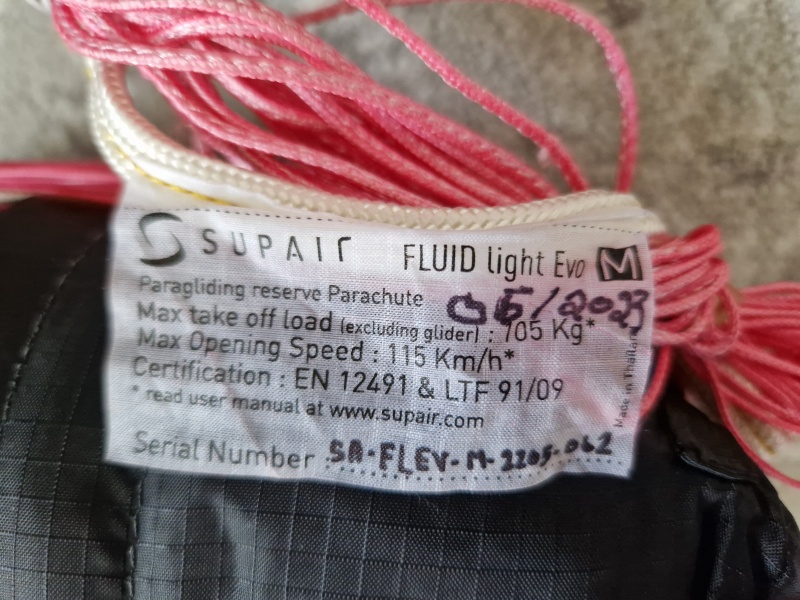 SUPAIR FLUID light Evo M
Paragliding reserve Parachute 05/2023
Max take off load (excluding glider) : 105 Kg*
Max Opening Speed : 115 Km/h*
Certification : EN 12491 & LTF 91/09
* read user manual at www.supair.com
Serial Number : SA-FLEV-M-2205-062
Made in Thailand